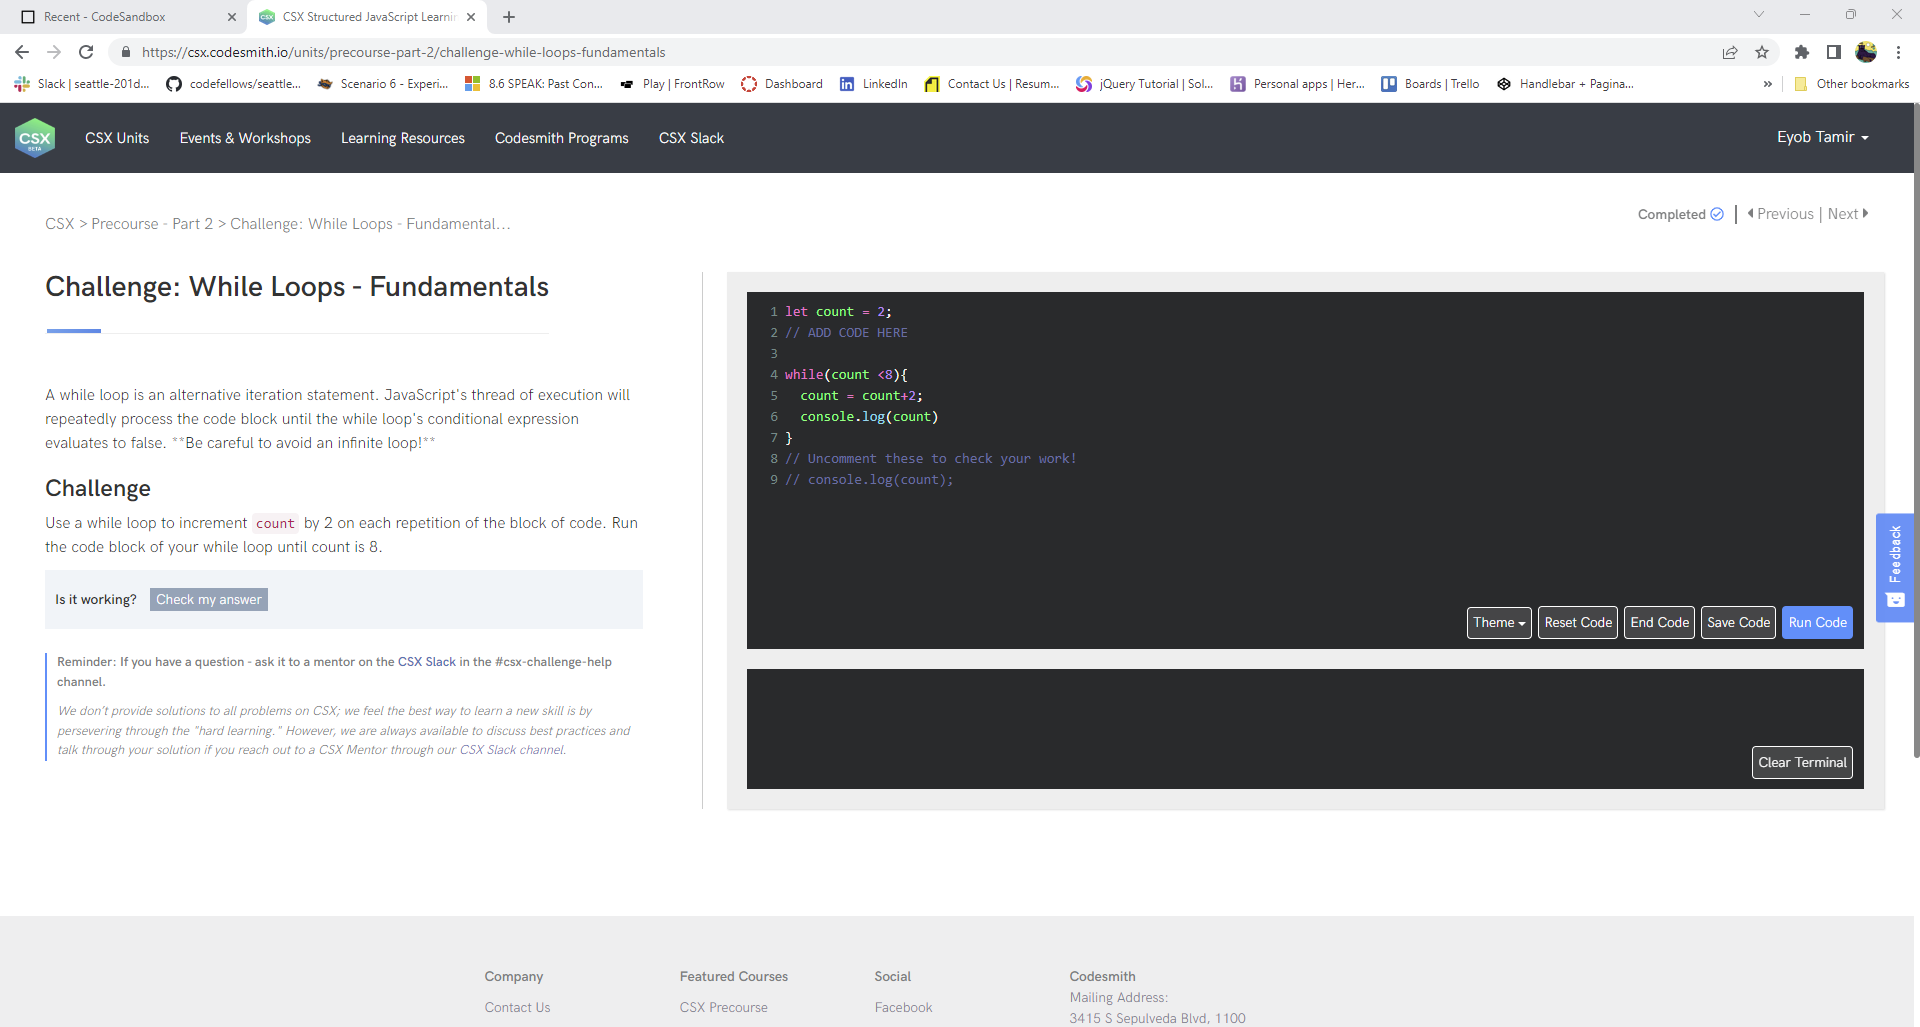 Recent - CodeSandbox
CSX Structured JavaScript Learnin
https://csx.codesmith.io/units/precourse-part-2/challenge-while-loops-fundamentals
Slack | seattle-201d...
codefellows/seattle...
Scenario 6 - Experi...
8.6 SPEAK: Past Con...
Play | FrontRow
Dashboard
LinkedIn
Contact Us | Resum...
jQuery Tutorial | Sol...
Personal apps | Her...
Boards | Trello
Handlebar + Pagina...
»
Other bookmarks
CSX
BETA
CSX Units
Events & Workshops
Learning Resources
Codesmith Programs
CSX Slack
Eyob Tamir
CSX > Precourse - Part 2 > Challenge: While Loops - Fundamental...
Completed | Previous | Next
Challenge: While Loops - Fundamentals
A while loop is an alternative iteration statement. JavaScript's thread of execution will
repeatedly process the code block until the while loop's conditional expression
evaluates to false. **Be careful to avoid an infinite loop!**
Challenge
Use a while loop to increment count by 2 on each repetition of the block of code. Run
the code block of your while loop until count is 8.
Is it working? Check my answer
Reminder: If you have a question - ask it to a mentor on the CSX Slack in the #csx-challenge-help
channel.
We don't provide solutions to all problems on CSX; we feel the best way to learn a new skill is by
persevering through the "hard learning." However, we are always available to discuss best practices and
talk through your solution if you reach out to a CSX Mentor through our CSX Slack channel.
1 let count = 2;
2 // ADD CODE HERE
3
4 while(count <8){
5 count = count+2;
6 console.log(count)
7 }
8 // Uncomment these to check your work!
9 // console.log(count);
Theme
Reset Code
End Code
Save Code
Run Code
Clear Terminal
Feedback
Company
Contact Us
Featured Courses
CSX Precourse
Social
Facebook
Codesmith
Mailing Address:
3415 S Sepulveda Blvd, 1100